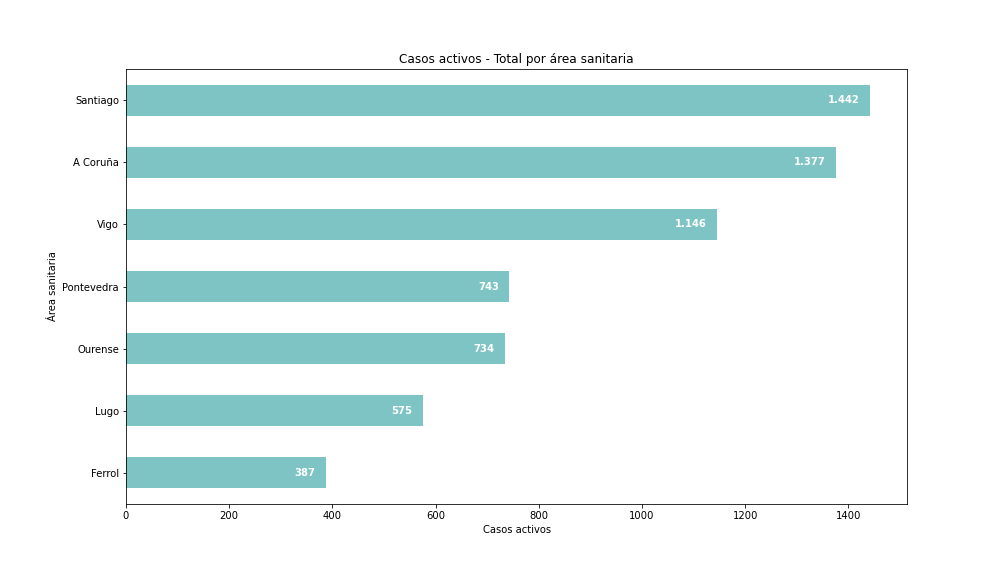 Casos activos - Total por área sanitaria
Santiago 1.442
A Coruña 1.377
Vigo 1.146
Pontevedra 743
Ourense 734
Lugo 575
Ferrol 387
Área sanitaria
0 200 400 600 800 1000 1200 1400
Casos activos